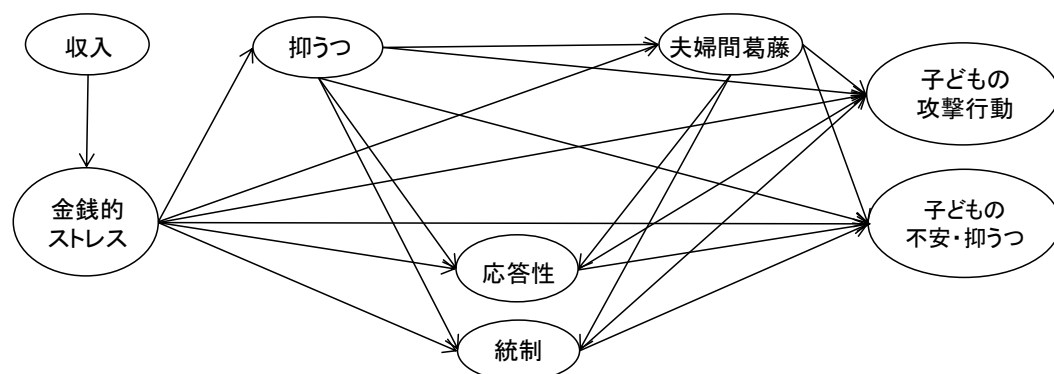 収入
抑うつ
夫婦間葛藤
子どもの
攻撃行動
金銭的
ストレス
子どもの
不安・抑うつ
応答性
統制